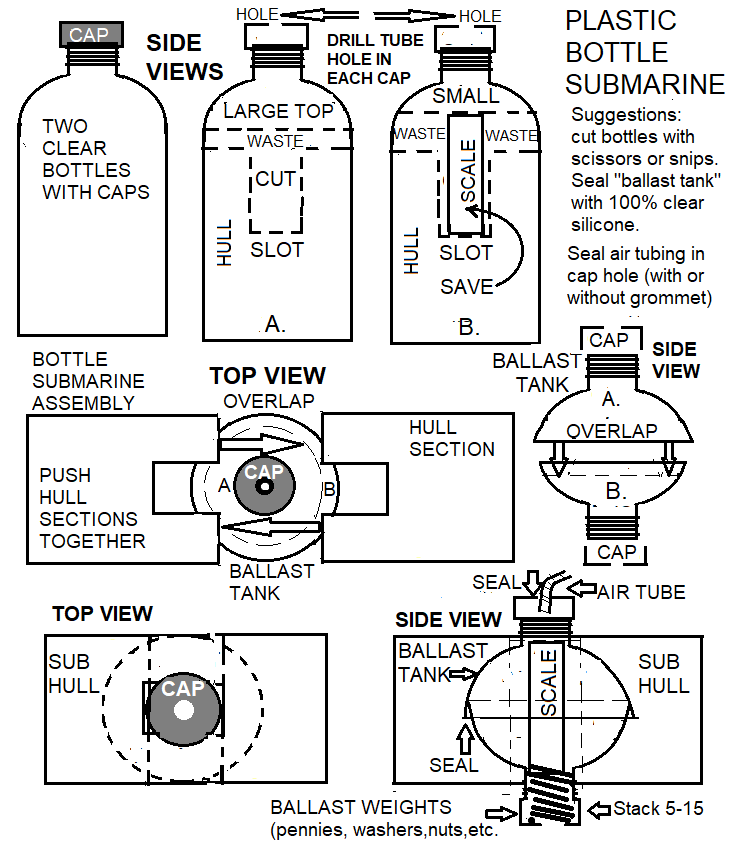 CAP
SIDE
VIEWS
TWO
CLEAR
BOTTLES
WITH CAPS
HOLE
HOLE
DRILL TUBE
HOLE IN
EACH CAP
LARGE TOP
WASTE
CUT
SLOT
HULL
A.
SMALL
WASTE
WASTE
SCALE
SLOT
HULL
SAVE
B.
PLASTIC
BOTTLE
SUBMARINE
Suggestions:
cut bottles with
scissors or snips.
Seal "ballast tank"
with 100% clear
silicone.
Seal air tubing in
cap hole (with or
without grommet)
BOTTLE
SUBMARINE
ASSEMBLY
TOP VIEW
OVERLAP
HULL
SECTION
PUSH
HULL
SECTIONS
TOGETHER
A
CAP
B
BALLAST
TANK
CAP
SIDE
VIEW
BALLAST
TANK
A.
OVERLAP
B.
CAP
TOP VIEW
SUB
HULL
CAP
SIDE VIEW
SEAL
AIR TUBE
BALLAST
TANK
SCALE
SUB
HULL
SEAL
BALLAST WEIGHTS
(pennies, washers,nuts,etc.
Stack 5-15